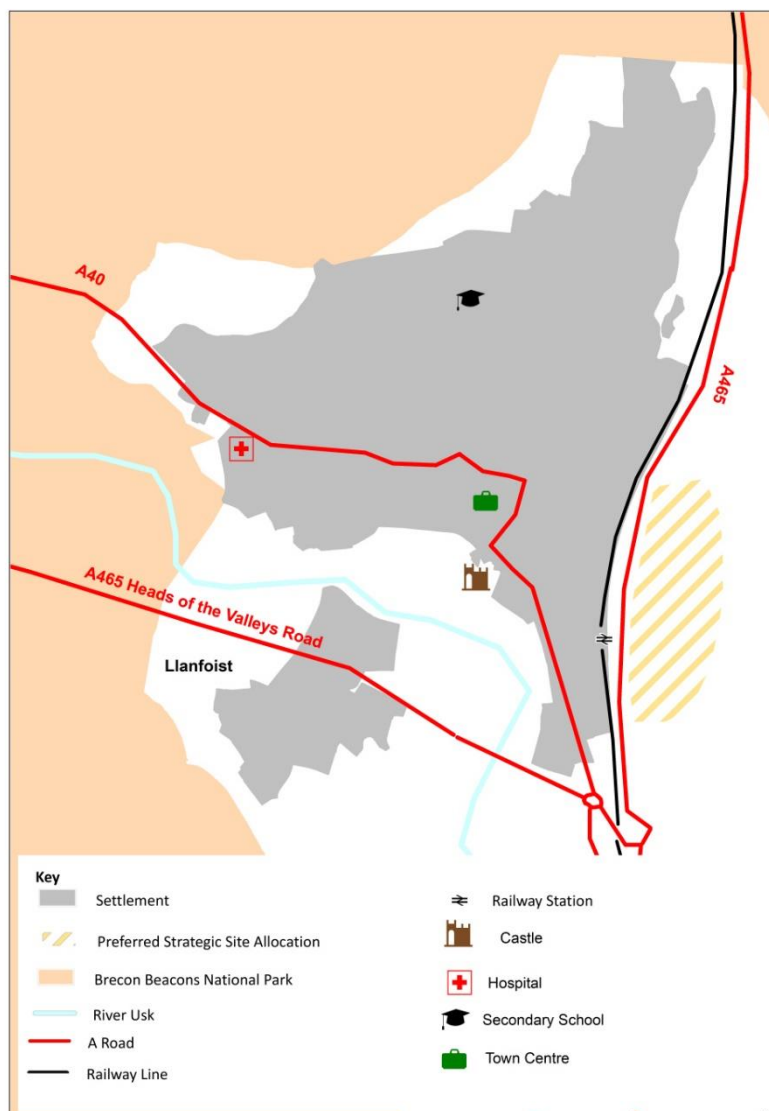 A40
A465
A465 Heads of the Valleys Road
Llanfoist
Key
Settlement
Preferred Strategic Site Allocation
Brecon Beacons National Park
River Usk
A Road
Railway Line
Railway Station
Castle
Hospital
Secondary School
Town Centre